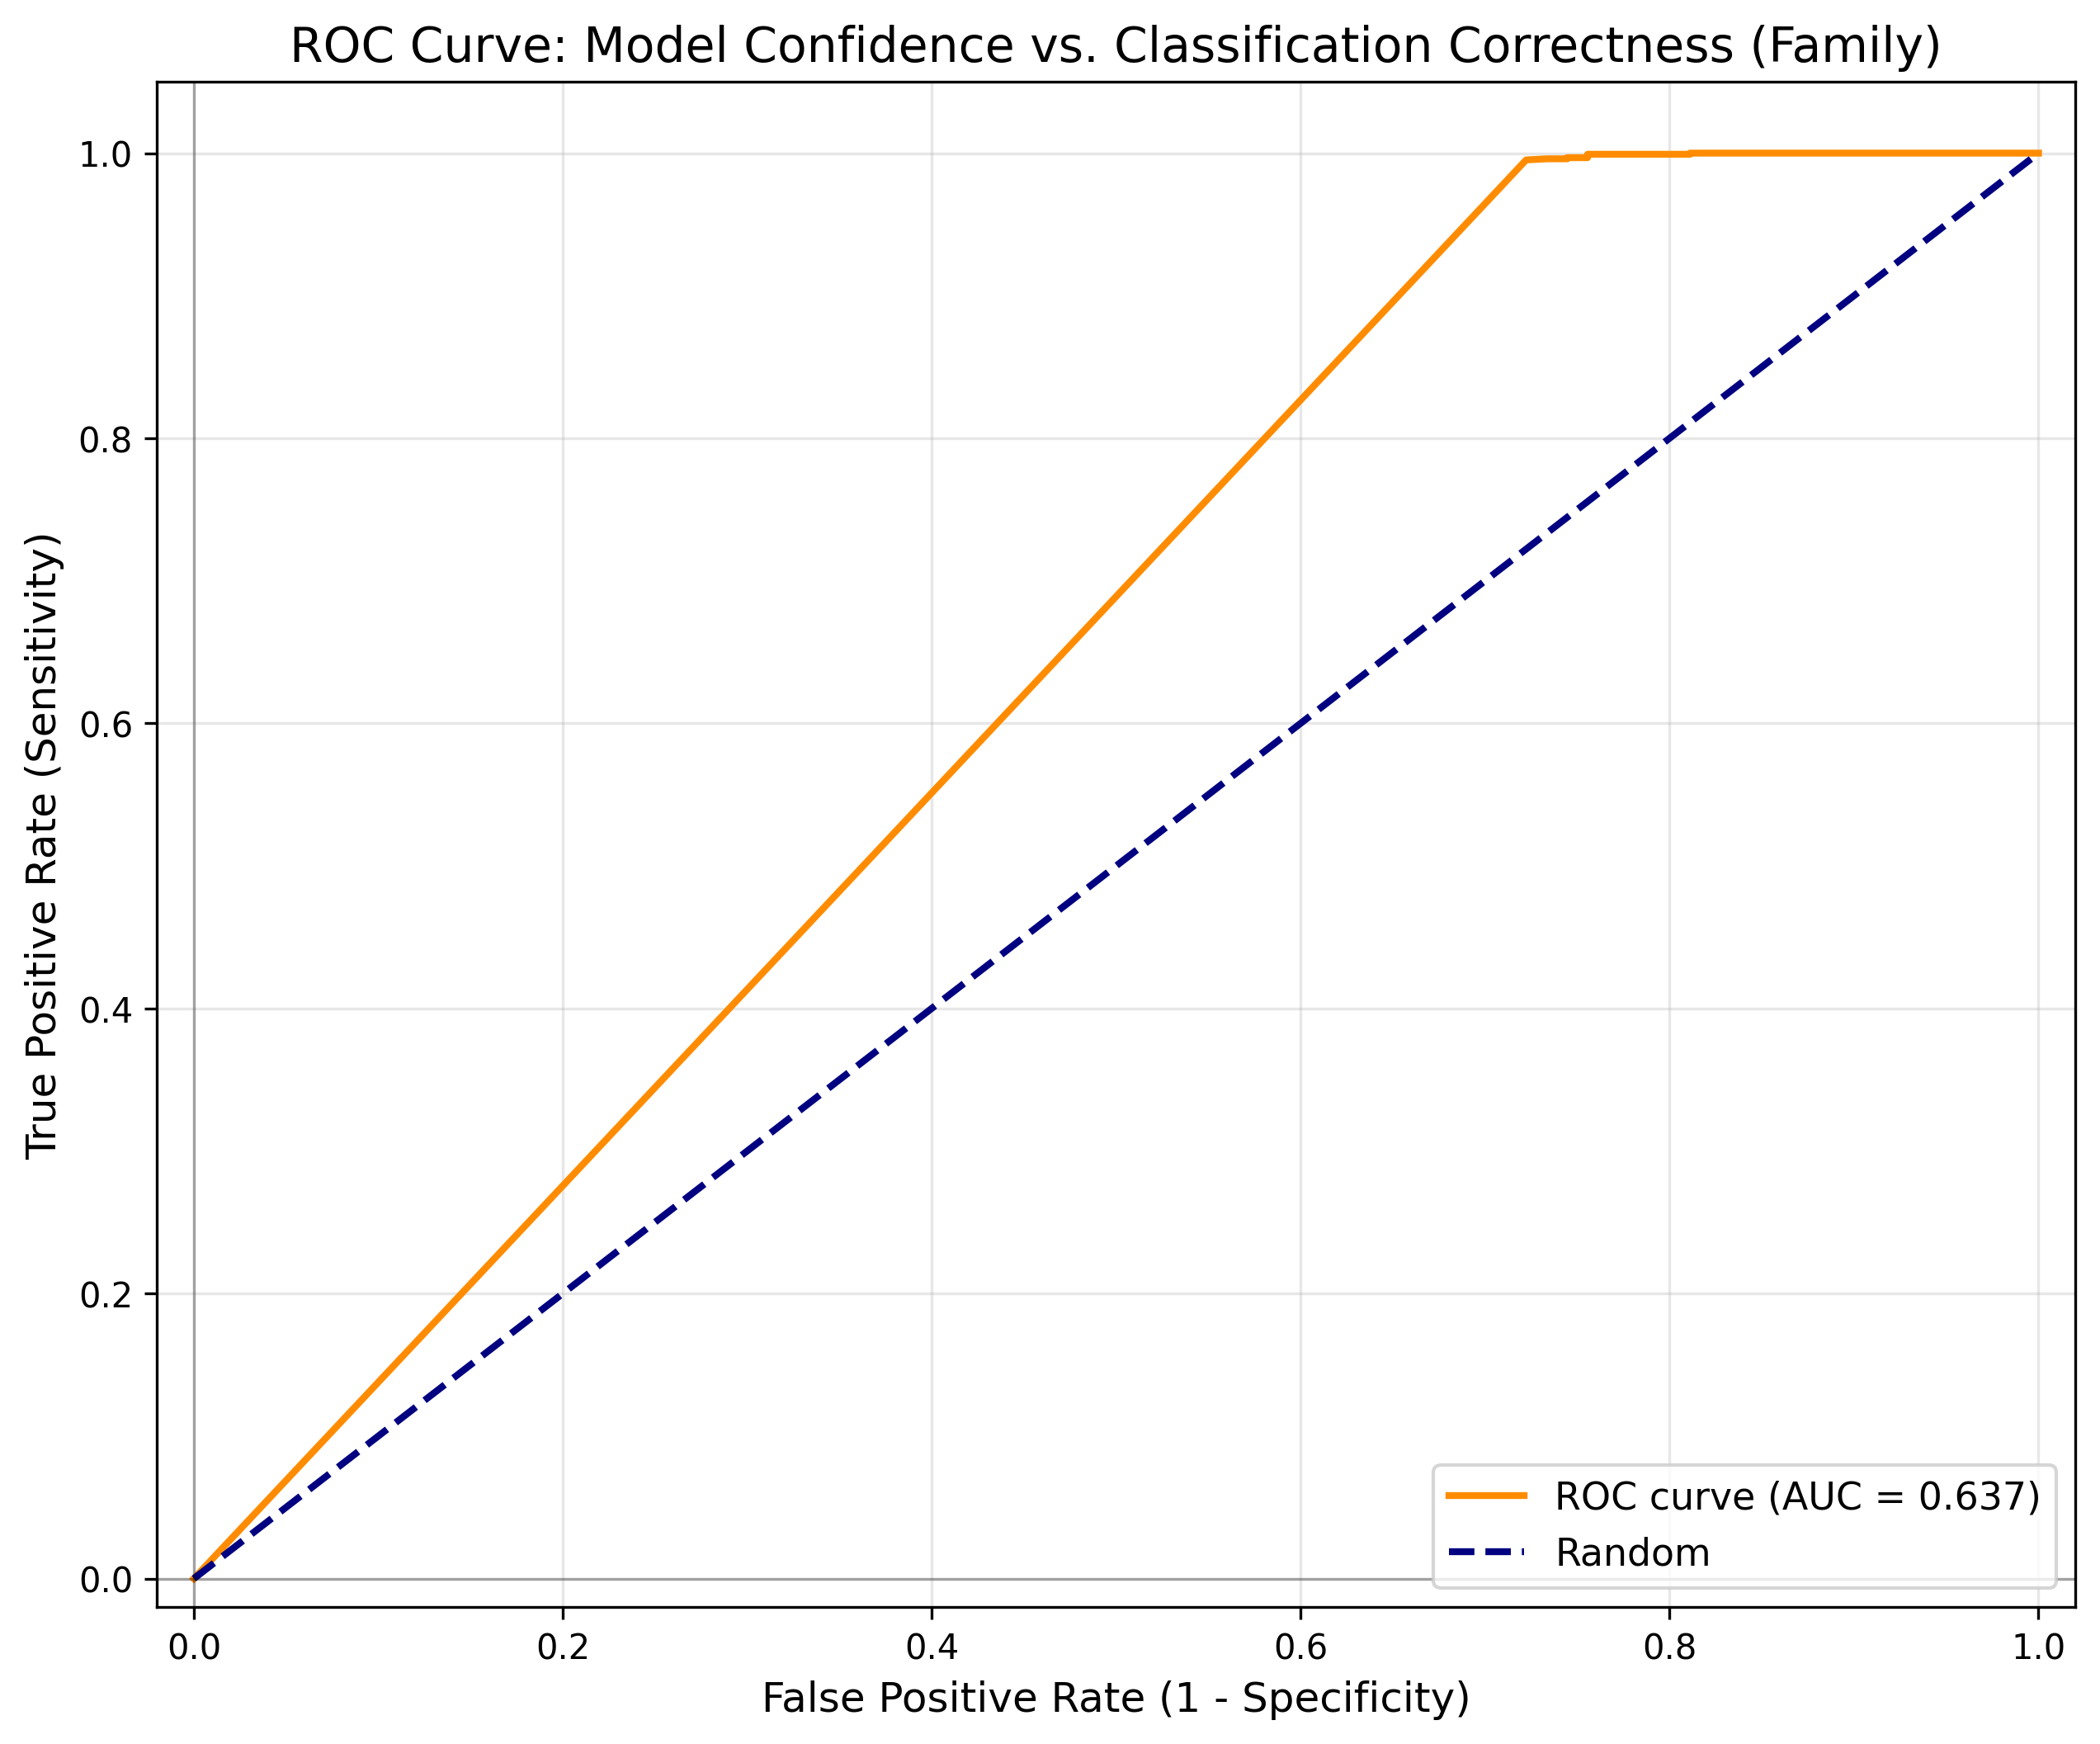 ROC Curve: Model Confidence vs. Classification Correctness (Family)
True Positive Rate (Sensitivity)
1.0
0.8
0.6
0.4
0.2
0.0
ROC curve (AUC = 0.637)
Random
0.0 0.2 0.4 0.6 0.8 1.0
False Positive Rate (1 - Specificity)